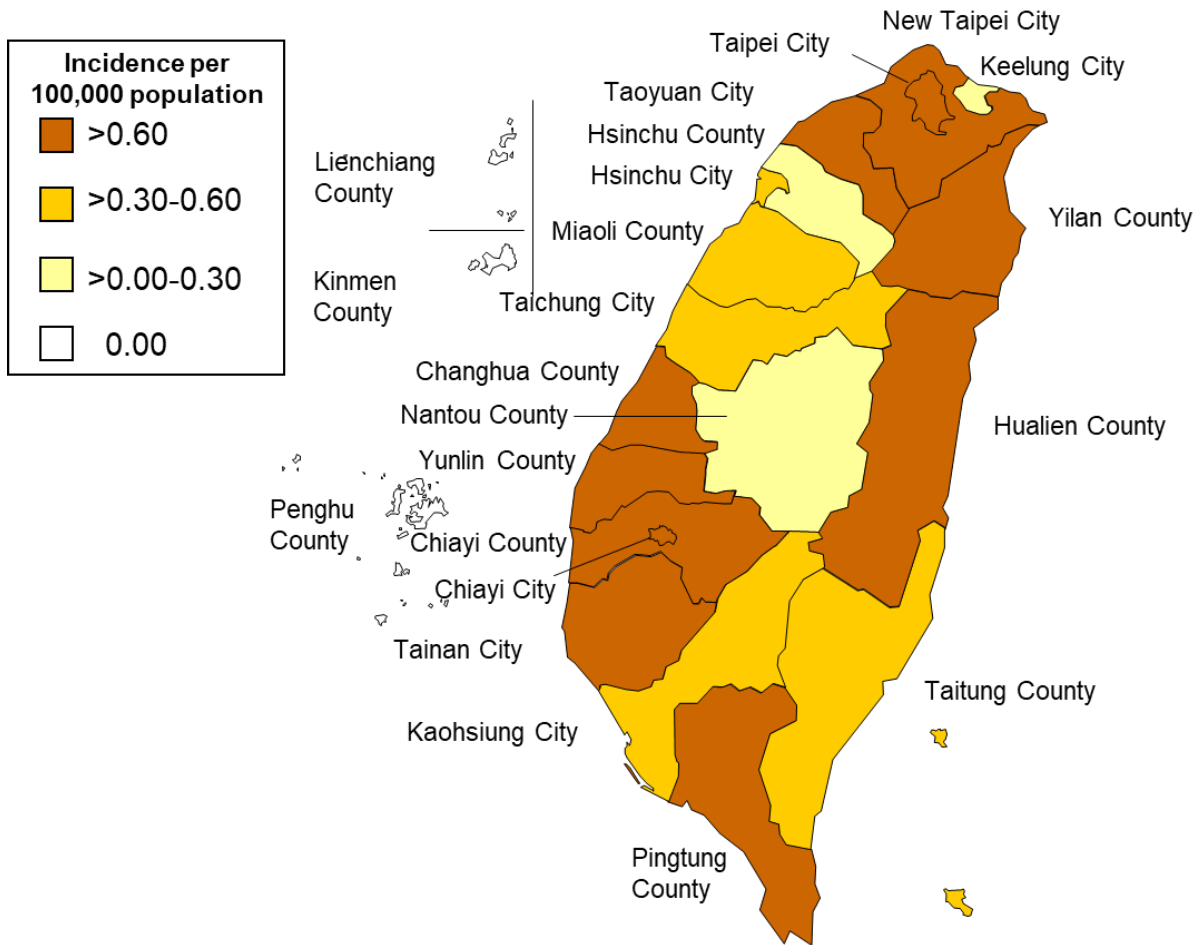 Incidence per
100,000 population
>0.60
>0.30-0.60
>0.00-0.30
0.00
New Taipei City
Taipei City
Keelung City
Taoyuan City
Hsinchu County
Hsinchu City
Lienchiang
County
Miaoli County
Yilan County
Kinmen
County
Taichung City
Changhua County
Nantou County
Hualien County
Yunlin County
Penghu
County
Chiayi County
Chiayi City
Tainan City
Taitung County
Kaohsiung City
Pingtung
County